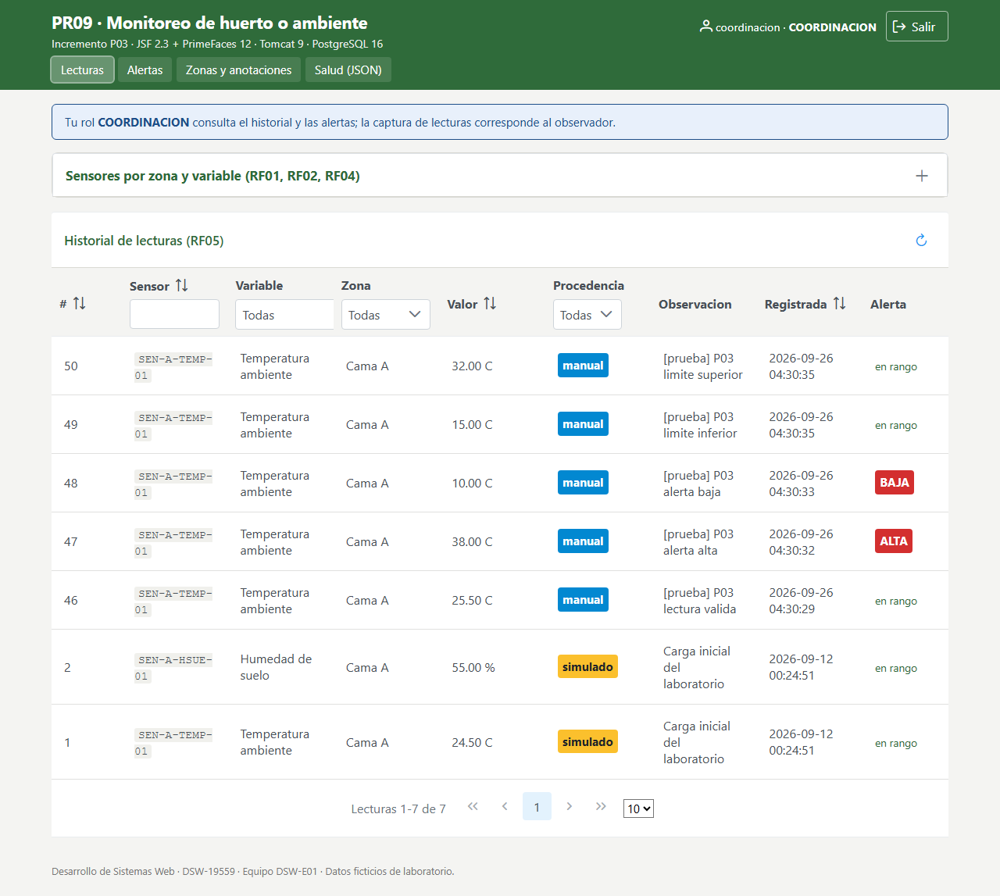 PR09 · Monitoreo de huerto o ambiente
Incremento P03 · JSF 2.3 + PrimeFaces 12 · Tomcat 9 · PostgreSQL 16
coordinacion · COORDINACION
Salir
Lecturas
Alertas
Zonas y anotaciones
Salud (JSON)
Tu rol COORDINACION consulta el historial y las alertas; la captura de lecturas corresponde al observador.
Sensores por zona y variable (RF01, RF02, RF04)
Historial de lecturas (RF05)
# Sensor Variable Zona Valor Procedencia Observacion Registrada Alerta
Todas Todas Todas
50 SEN-A-TEMP-01 Temperatura ambiente Cama A 32.00 C manual [prueba] P03 limite superior 2026-09-26 04:30:35 en rango
49 SEN-A-TEMP-01 Temperatura ambiente Cama A 15.00 C manual [prueba] P03 limite inferior 2026-09-26 04:30:35 en rango
48 SEN-A-TEMP-01 Temperatura ambiente Cama A 10.00 C manual [prueba] P03 alerta baja 2026-09-26 04:30:33 BAJA
47 SEN-A-TEMP-01 Temperatura ambiente Cama A 38.00 C manual [prueba] P03 alerta alta 2026-09-26 04:30:32 ALTA
46 SEN-A-TEMP-01 Temperatura ambiente Cama A 25.50 C manual [prueba] P03 lectura valida 2026-09-26 04:30:29 en rango
2 SEN-A-HSUE-01 Humedad de suelo Cama A 55.00 % simulado Carga inicial del laboratorio 2026-09-12 00:24:51 en rango
1 SEN-A-TEMP-01 Temperatura ambiente Cama A 24.50 C simulado Carga inicial del laboratorio 2026-09-12 00:24:51 en rango
Lecturas 1-7 de 7 1 10
Desarrollo de Sistemas Web · DSW-19559 · Equipo DSW-E01 · Datos ficticios de laboratorio.